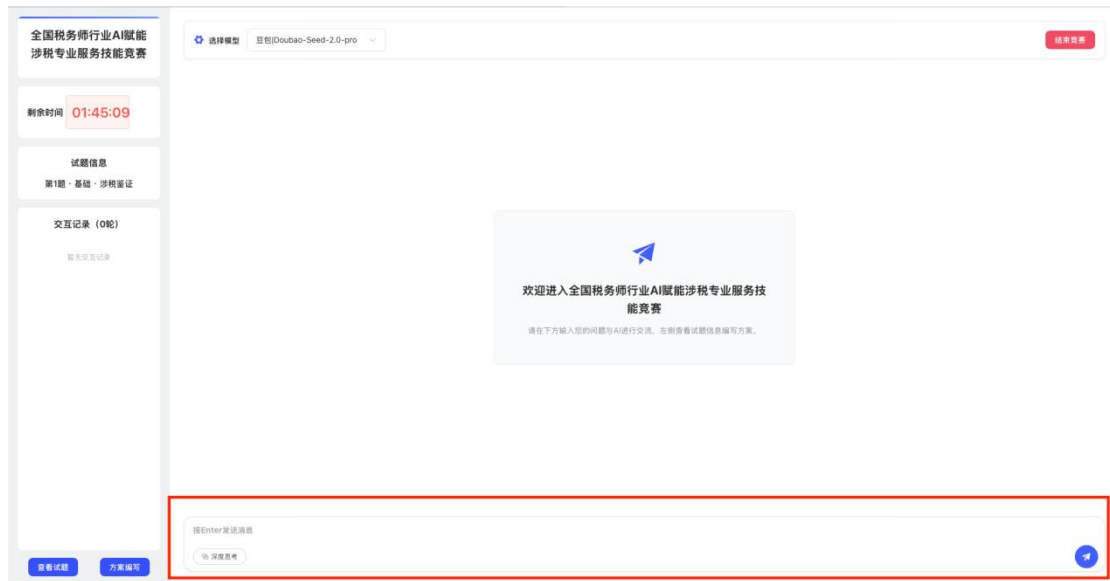 全国税务师行业AI赋能
涉税专业服务技能竞赛
剩余时间 01:45:09
试题信息
第1题 · 基础 · 涉税鉴证
交互记录（0轮）
暂无交互记录
查看试题
方案编写
选择模型 豆包|Doubao-Seed-2.0-pro
结束竞赛
欢迎进入全国税务师行业AI赋能涉税专业服务技
能竞赛
请在下方输入您的问题与AI进行交流，左侧查看试题信息编写方案。
按Enter发送消息
深度思考